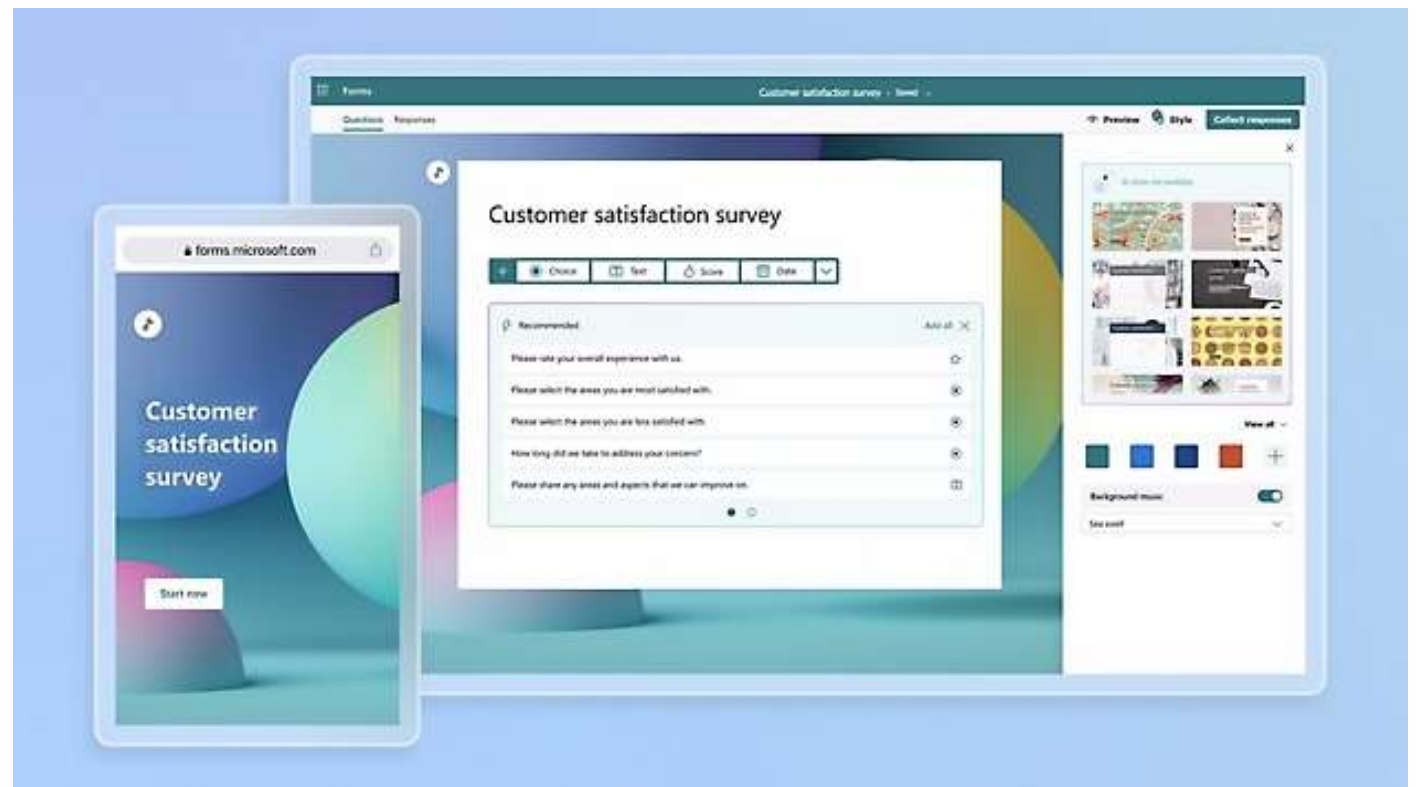 Forms
Customer satisfaction survey - Saved
Questions Responses
Preview Style Collect responses
Customer satisfaction survey
Choice Text Score Date
Recommended
Add all
Please rate your overall experience with us.
Please select the areas you are most satisfied with.
Please select the areas you are less satisfied with.
How long did we take to address your concern?
Please share any areas and aspects that we can improve on.
View all
Background music
forms.microsoft.com
Customer
satisfaction
survey
Start now